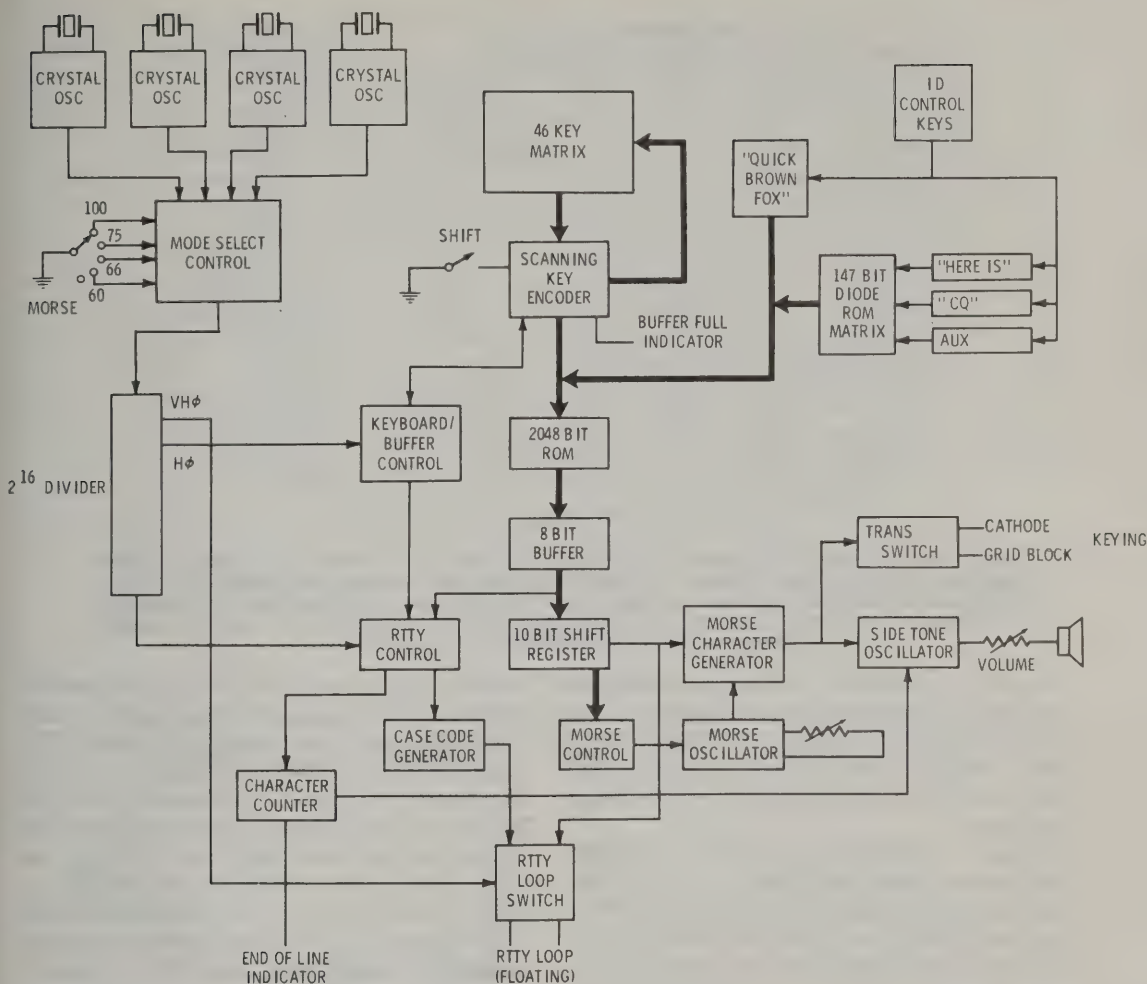 CRYSTAL
OSC
CRYSTAL
OSC
CRYSTAL
OSC
CRYSTAL
OSC
ID
CONTROL
KEYS
46 KEY
MATRIX
"QUICK
BROWN
FOX"
100
75
66
60
MORSE
MODE SELECT
CONTROL
SHIFT
SCANNING
KEY
ENCODER
BUFFER FULL
INDICATOR
147 BIT
DIODE
ROM
MATRIX
"HERE IS"
"CQ"
AUX
VHϕ
Hϕ
2^16 DIVIDER
KEYBOARD/
BUFFER
CONTROL
2048 BIT
ROM
8 BIT
BUFFER
TRANS
SWITCH
CATHODE
GRID BLOCK
KEYING
RTTY
CONTROL
10 BIT SHIFT
REGISTER
MORSE
CHARACTER
GENERATOR
SIDE TONE
OSCILLATOR
VOLUME
CASE CODE
GENERATOR
MORSE
CONTROL
MORSE
OSCILLATOR
CHARACTER
COUNTER
RTTY
LOOP
SWITCH
END OF LINE
INDICATOR
RTTY LOOP
(FLOATING)